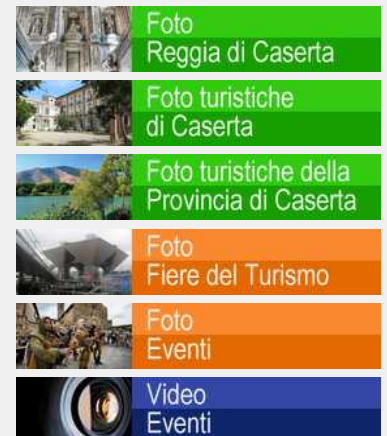 Foto
Reggia di Caserta
Foto turistiche
di Caserta
Foto turistiche della
Provincia di Caserta
Foto
Fiere del Turismo
Foto
Eventi
Video
Eventi